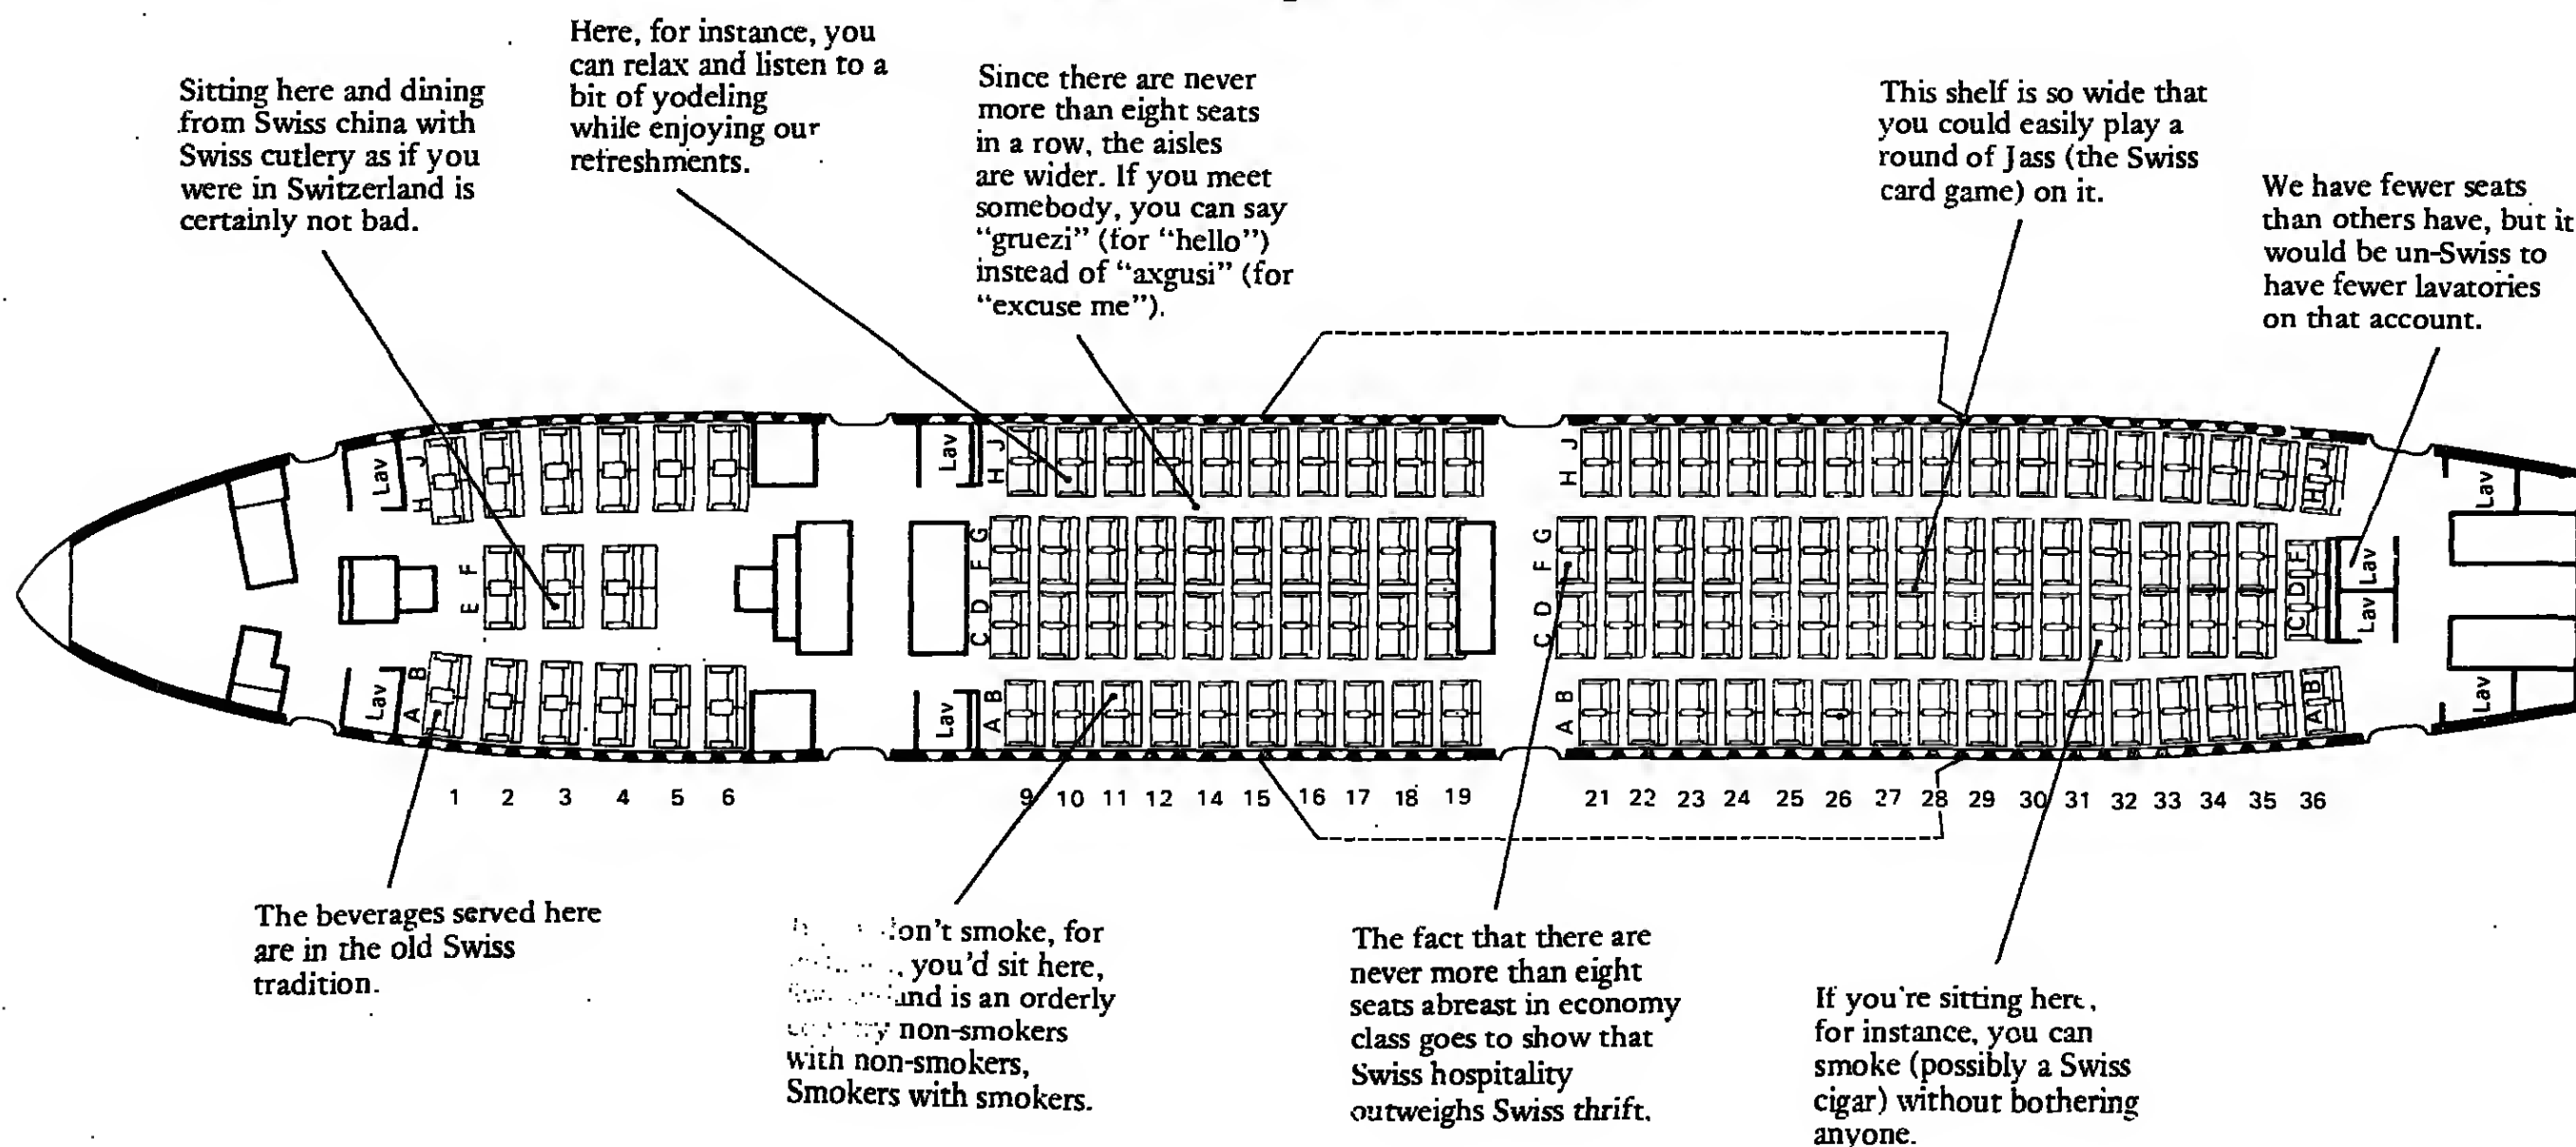 Sitting here and dining
from Swiss china with
Swiss cutlery as if you
were in Switzerland is
certainly not bad.
Here, for instance, you
can relax and listen to a
bit of yodeling
while enjoying our
refreshments.
Since there are never
more than eight seats
in a row, the aisles
are wider. If you meet
somebody, you can say
“gruezi” (for “hello”)
instead of “axgusi” (for
“excuse me”).
This shelf is so wide that
you could easily play a
round of Jass (the Swiss
card game) on it.
We have fewer seats
than others have, but it
would be un-Swiss to
have fewer lavatories
on that account.
Lav
H J
Lav
H J
H J
H J
Lav
E F
C D F G
C D F G
C D E
Lav
Lav
Lav
A B
Lav
A B
A B
A B
Lav
1 2 3 4 5 6 9 10 11 12 14 15 16 17 18 19 21 22 23 24 25 26 27 28 29 30 31 32 33 34 35 36
The beverages served here
are in the old Swiss
tradition.
smoke, for
you’d sit here,
is an orderly
non-smokers
with non-smokers,
Smokers with smokers.
The fact that there are
never more than eight
seats abreast in economy
class goes to show that
Swiss hospitality
outweighs Swiss thrift.
If you’re sitting here,
for instance, you can
smoke (possibly a Swiss
cigar) without bothering
anyone.